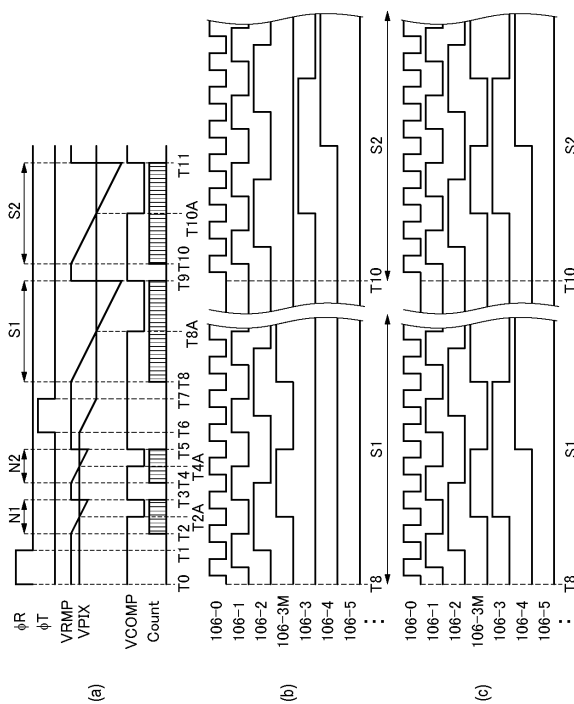 (a)
φR
φT
VRMP
VPIX
VCOMP
Count
N1
N2
S1
S2
T0
T1
T2
T2A
T3
T4
T4A
T5
T6
T7
T8
T8A
T9
T10
T10A
T11
(b)
106-0
106-1
106-2
106-3M
106-3
106-4
106-5
⋮
T8
S1
T10
S2
(c)
106-0
106-1
106-2
106-3M
106-3
106-4
106-5
⋮
T8
S1
T10
S2